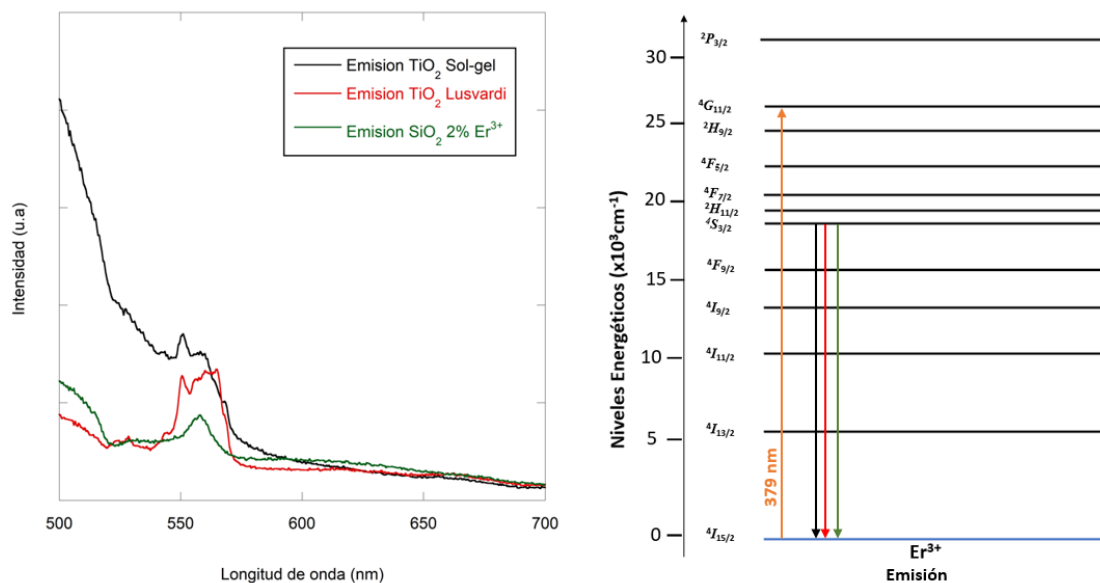 Emision TiO2 Sol-gel
Emision TiO2 Lusvardi
Emision SiO2 2% Er3+
Intensidad (u.a)
500
550
600
650
700
Longitud de onda (nm)
Niveles Energéticos (x10³cm⁻¹)
30
25
20
15
10
5
0
²P₃/₂
⁴G₁₁/₂
²H₉/₂
⁴F₅/₂
⁴F₇/₂
²H₁₁/₂
⁴S₃/₂
⁴F₉/₂
⁴I₉/₂
⁴I₁₁/₂
⁴I₁₃/₂
⁴I₁₅/₂
379 nm
Er³⁺
Emisión